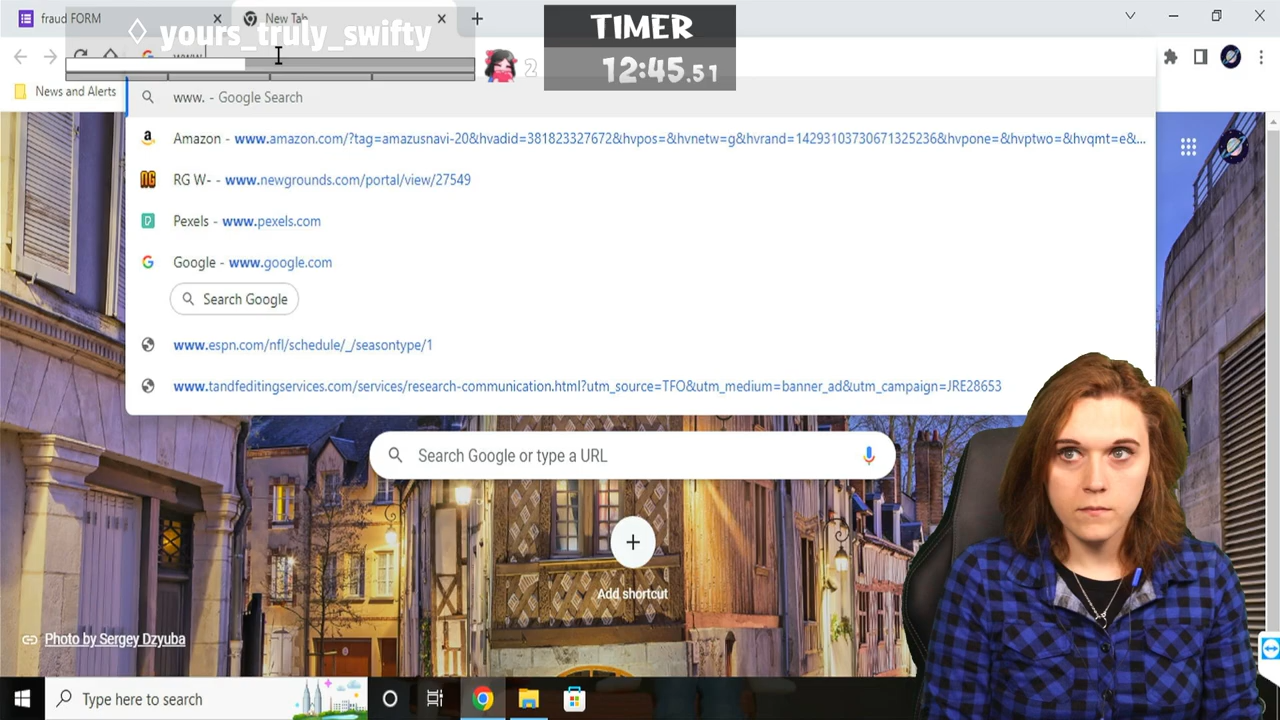 fraud FORM
New Tab
yours_truly_swifty
2
TIMER
12:45.51
www.
News and Alerts
www. - Google Search
Amazon - www.amazon.com/?tag=amazusnavi-20&hvadid=381823327672&hvpos=&hvnetw=g&hvrand=14293103730671325236&hvpone=&hvptwo=&hvqmt=e&...
RG W- - www.newgrounds.com/portal/view/27549
Pexels - www.pexels.com
Google - www.google.com
Search Google
www.espn.com/nfl/schedule/_/seasontype/1
www.tandfeditingservices.com/services/research-communication.html?utm_source=TFO&utm_medium=banner_ad&utm_campaign=JRE28653
Search Google or type a URL
Add shortcut
Photo by Sergey Dzyuba
Type here to search